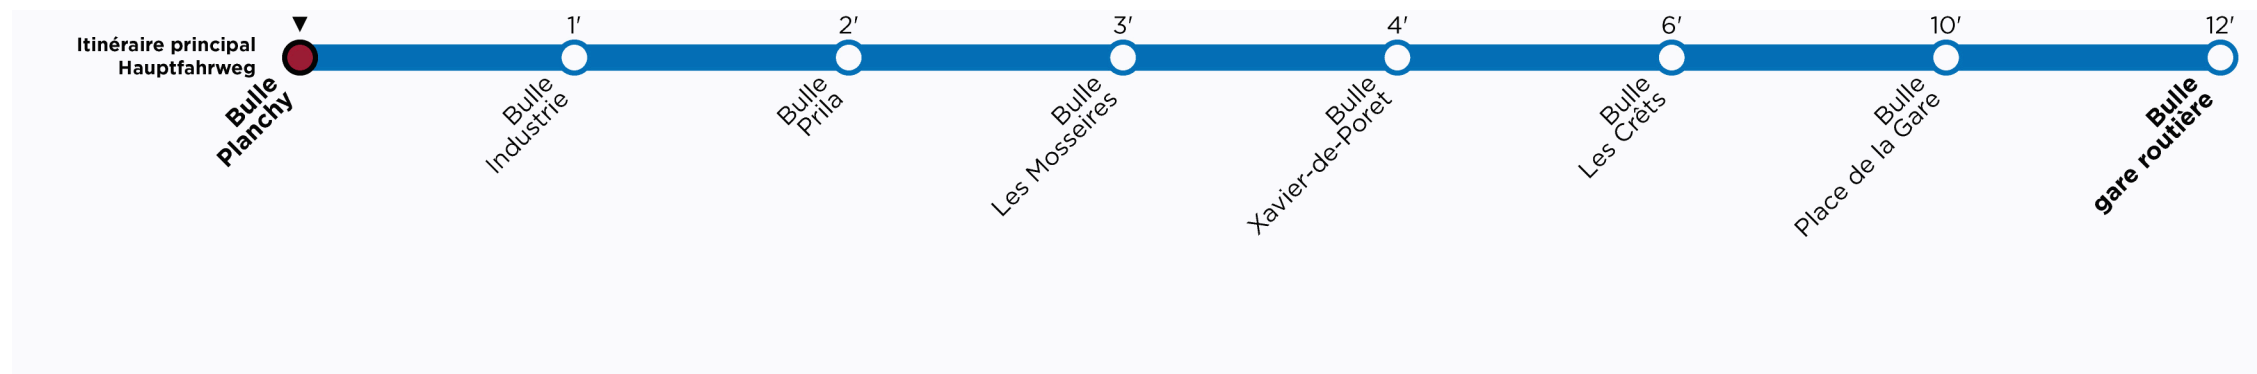 ▼
1'
2'
3'
4'
6'
10'
12'
Itinéraire principal
Hauptfahrweg
Bulle
Planchy
Bulle
Industrie
Bulle
Prila
Bulle
Les Mosseires
Bulle
Xavier-de-Poret
Bulle
Les Crêts
Bulle
Place de la Gare
Bulle
gare routière